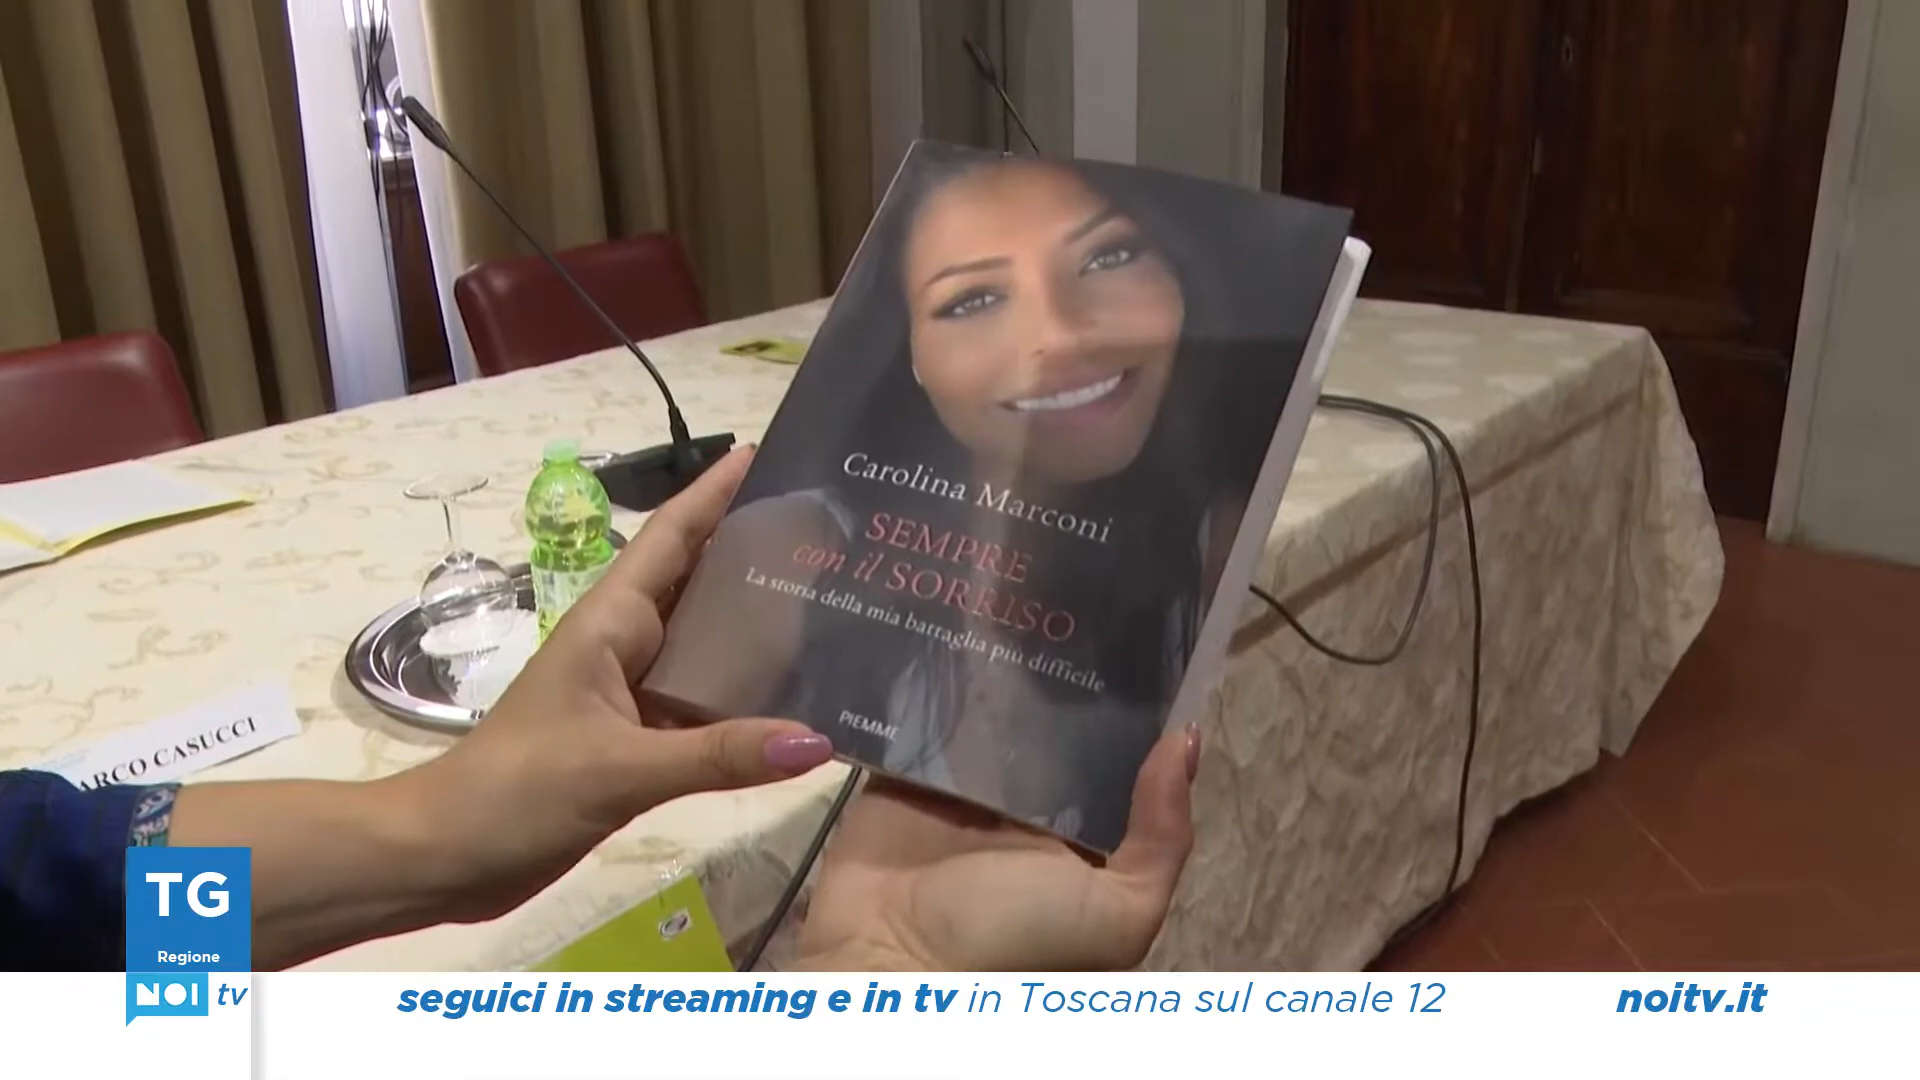 Carolina Marconi
SEMPRE
con il SORRISO
La storia della mia battaglia più difficile
PIEMME
ARCO CASUCCI
TG
Regione
NOI tv
seguici in streaming e in tv in Toscana sul canale 12
noitv.it